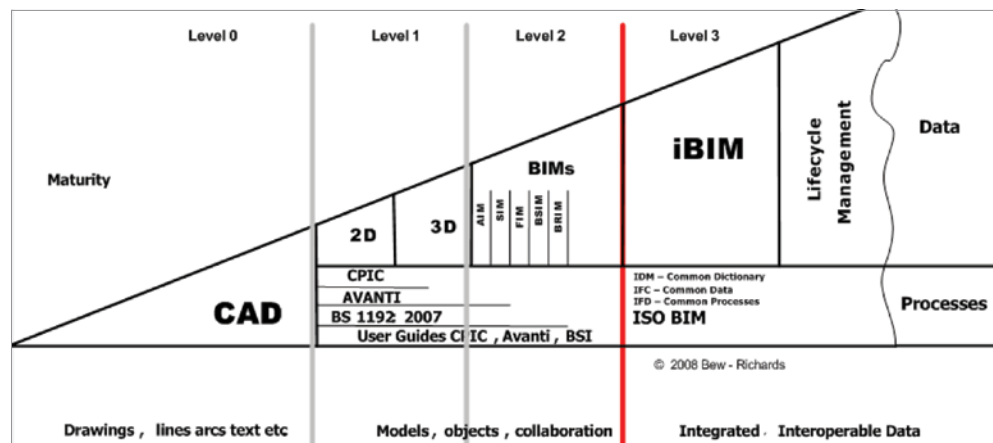 Level 0
Level 1
Level 2
Level 3
Maturity
CAD
2D
3D
BIMs
AIM
SIM
FIM
BSIM
BRIM
iBIM
Lifecycle
Management
Data
CPIC
AVANTI
BS 1192: 2007
User Guides CPIC , Avanti , BSI
IDM – Common Dictionary
IFC – Common Data
IFD – Common Processes
ISO BIM
Processes
© 2008 Bew - Richards
Drawings , lines arcs text etc
Models, objects , collaboration
Integrated , Interoperable Data